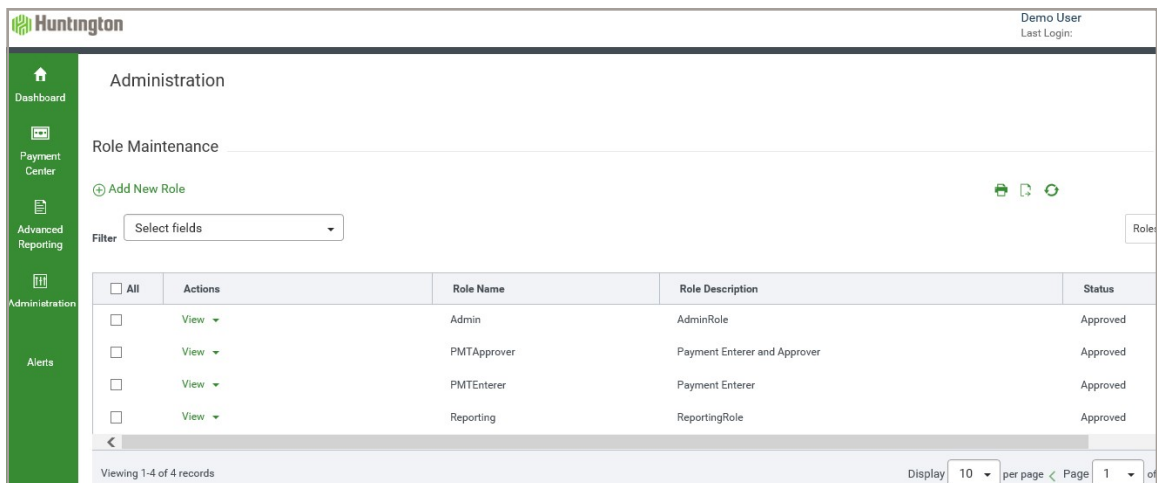 Huntington
Demo User
Last Login:
Dashboard
Payment
Center
Advanced
Reporting
Administration
Alerts
Administration
Role Maintenance
Add New Role
Filter Select fields
Roles
All Actions Role Name Role Description Status
View Admin AdminRole Approved
View PMTApprover Payment Enterer and Approver Approved
View PMTEnterer Payment Enterer Approved
View Reporting ReportingRole Approved
Viewing 1-4 of 4 records Display 10 per page Page 1 of